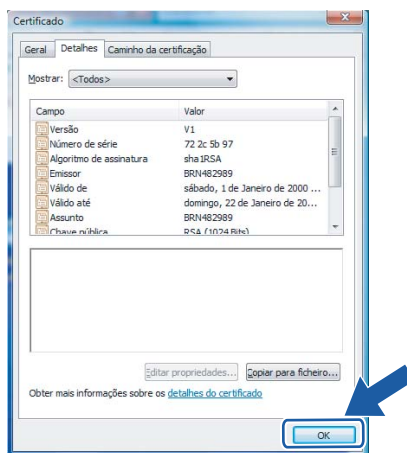 Certificado
Geral Detalhes Caminho da certificação
Mostrar: <Todos>
Campo Valor
Versão V1
Número de série 72 2c 5b 97
Algoritmo de assinatura sha1RSA
Emissor BRN482989
Válido de sábado, 1 de Janeiro de 2000 ...
Válido até domingo, 22 de Janeiro de 20...
Assunto BRN482989
Chave pública RSA (1024 Bits)
Editar propriedades... Copiar para ficheiro...
Obter mais informações sobre os detalhes do certificado
OK